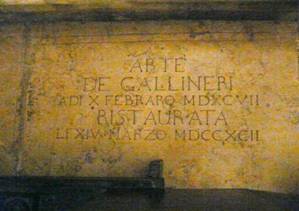 ARTE
DE GALLINERI
ADI X FEBRARO MDXCVII
RISTAURATA
LI XIV MARZO MDCCXCII